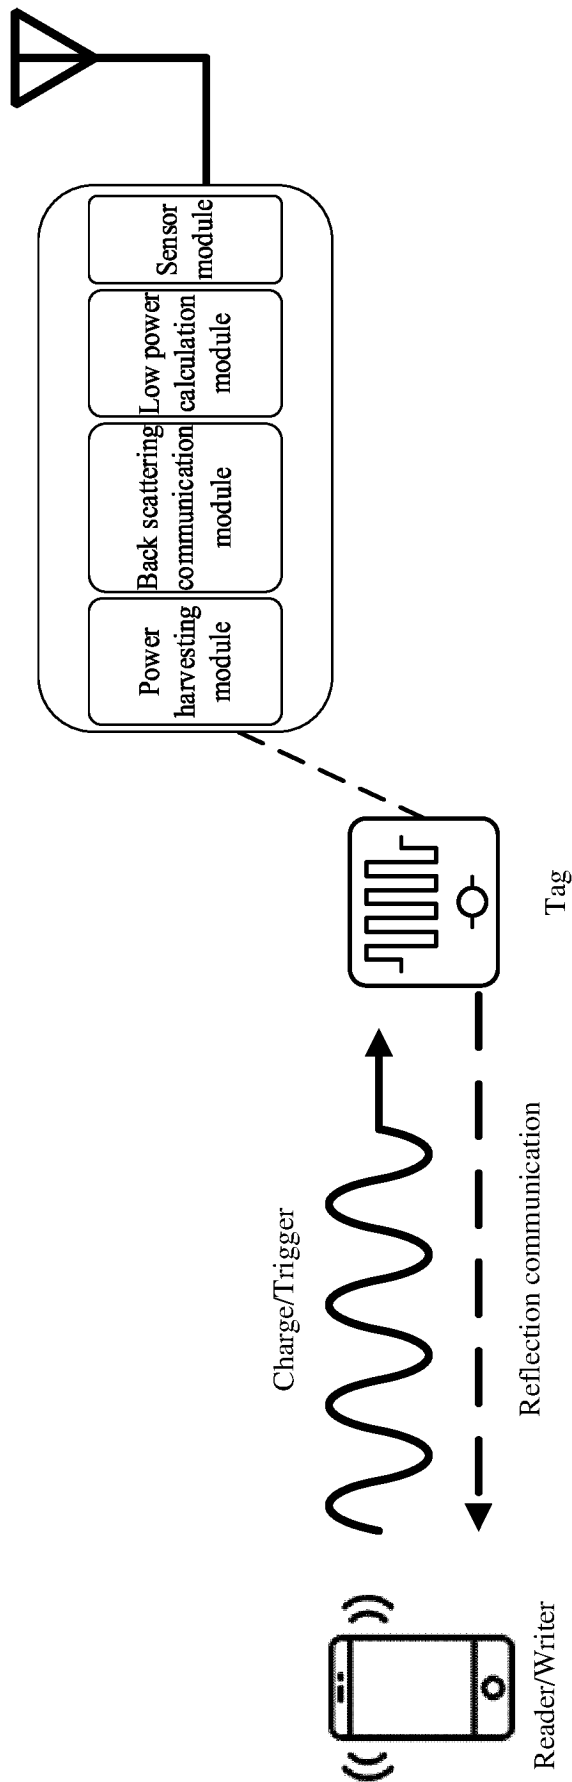 Power
harvesting
module
Back scattering
communication
module
Low power
calculation
module
Sensor
module
Charge/Trigger
Reflection communication
Reader/Writer
Tag